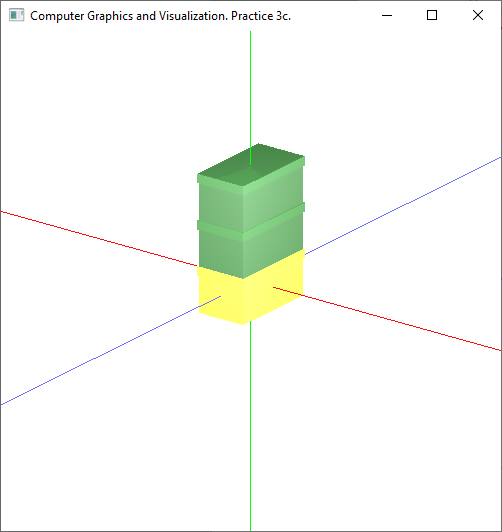 Computer Graphics and Visualization. Practice 3c.